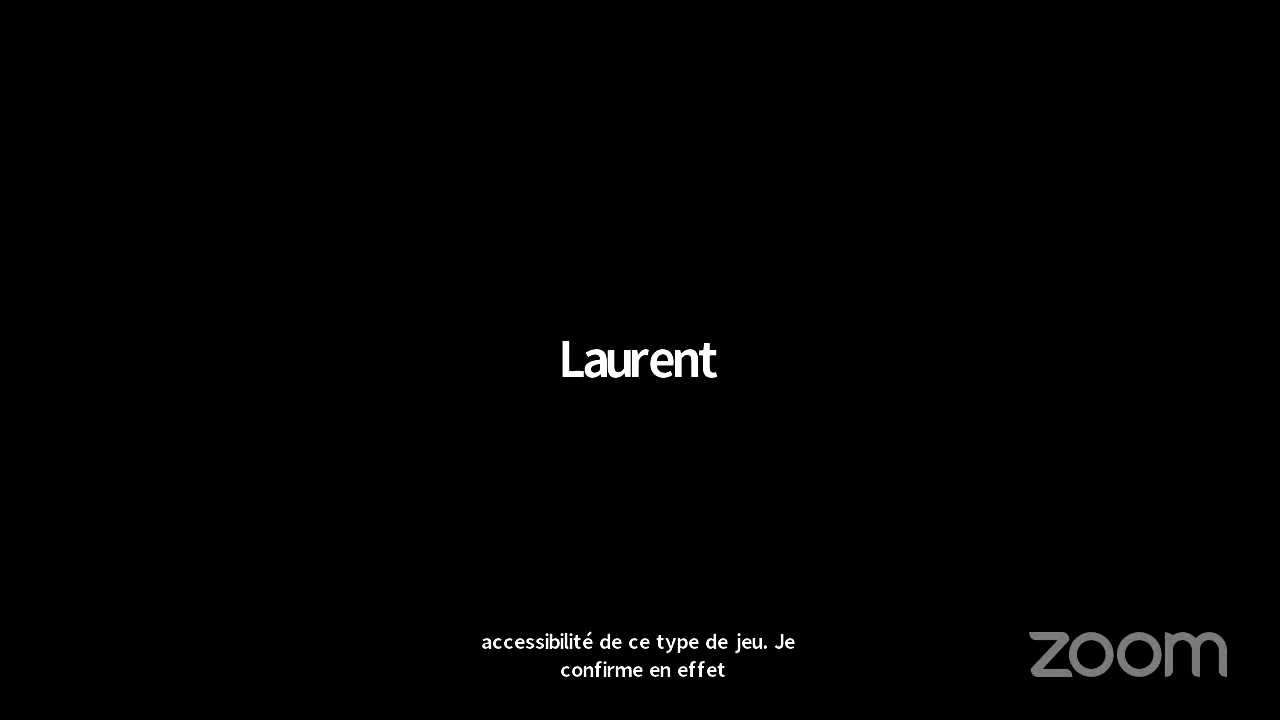 Laurent
accessibilité de ce type de jeu. Je
confirme en effet
zoom